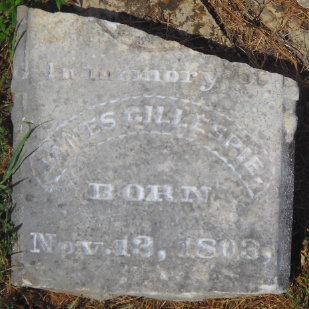 In memory of
JAMES GILLESPIE.
BORN
Nov. 13, 1803,